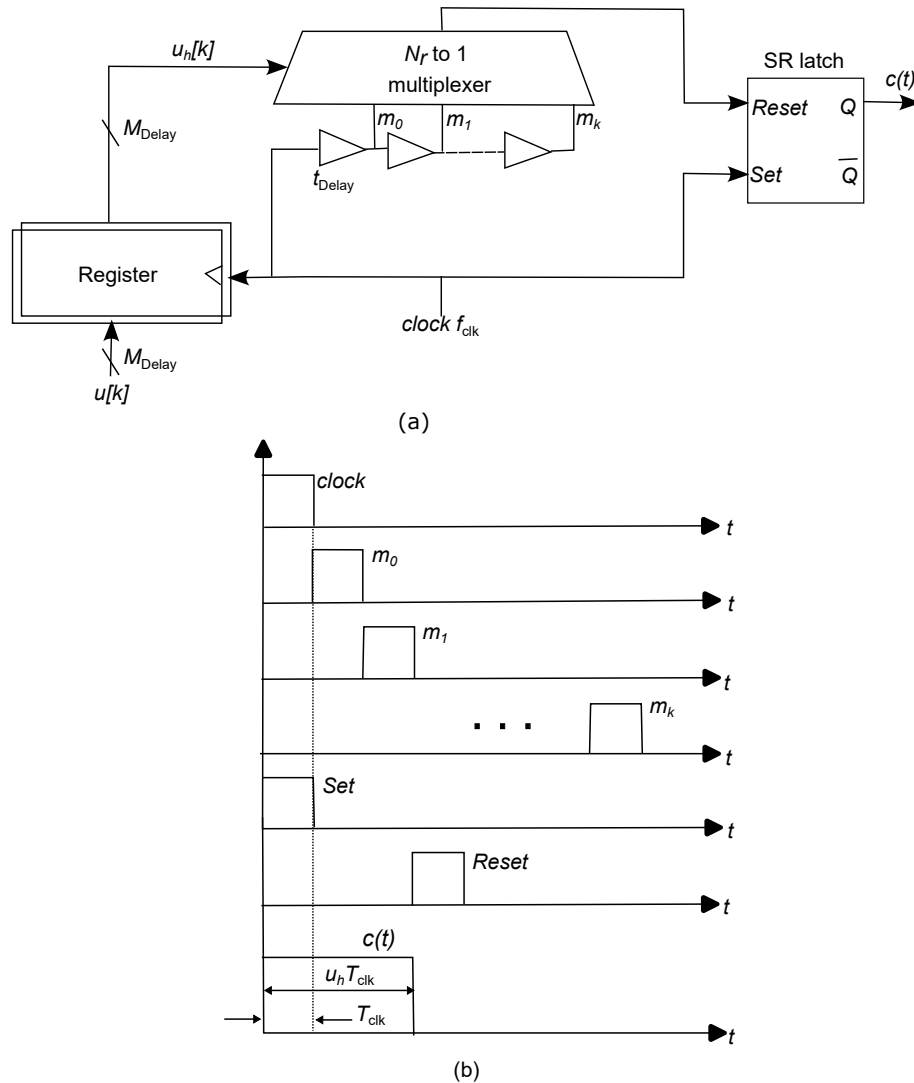 u_h[k]
N_r to 1
multiplexer
SR latch
c(t)
M_Delay
m_0
m_1
m_k
Reset
Q
t_Delay
Set
Q̅
Register
clock f_clk
M_Delay
u[k]
(a)
clock
t
m_0
t
m_1
t
. . .
m_k
t
Set
t
Reset
t
c(t)
u_h T_clk
T_clk
t
(b)